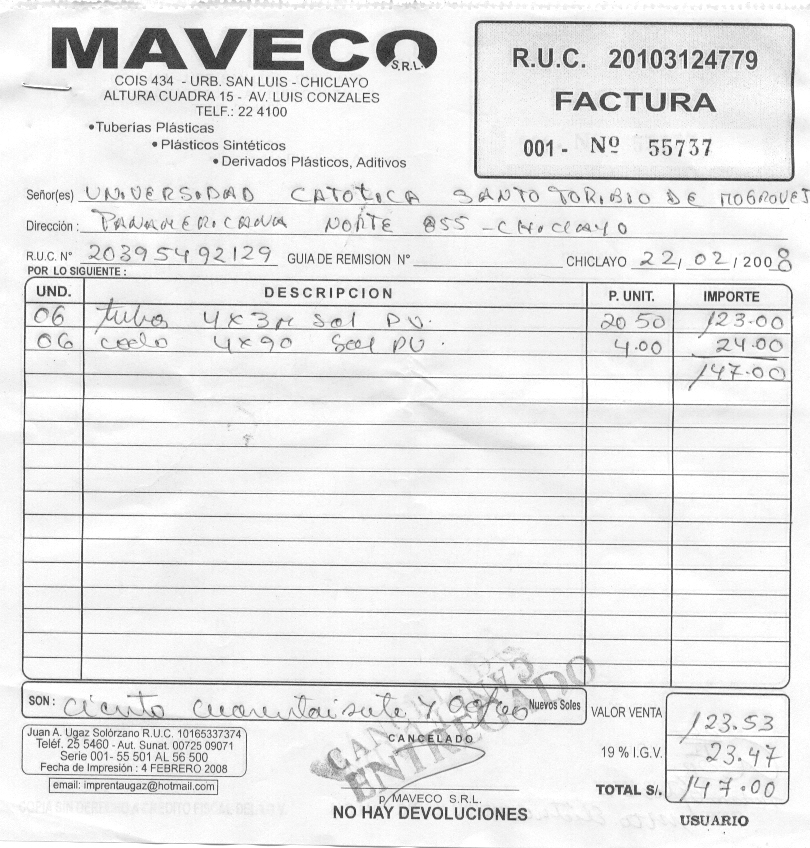 MAVECO S.R.L.
COIS 434 - URB. SAN LUIS - CHICLAYO
ALTURA CUADRA 15 - AV. LUIS CONZALES
TELF.: 22 4100
•Tuberías Plásticas
•Plásticos Sintéticos
•Derivados Plásticos, Aditivos
R.U.C. 20103124779
FACTURA
001- Nº 55737
Señor(es) UNIVERSIDAD CATOLICA SANTO TORIBIO DE MOGROVEJ
Dirección: PANAMERICANA NORTE 855 - CHICLAYO
R.U.C. N° 20395492129 GUIA DE REMISION N° CHICLAYO 22/02/2008
POR LO SIGUIENTE:
UND. DESCRIPCION P. UNIT. IMPORTE
06 tubos 4x3m Sal PV. 20 50 123.00
06 codo 4x90 Sal PV. 4.00 24.00
147.00
SON: ciento cuarentaisiete y 00/100 Nuevos Soles
VALOR VENTA 123.53
19 % I.G.V. 23.47
TOTAL S/. 147.00
USUARIO
Juan A. Ugaz Solórzano R.U.C. 10165337374
Teléf. 25 5460 - Aut. Sunat. 00725 09071
Serie 001- 55 501 AL 56 500
Fecha de Impresión : 4 FEBRERO 2008
email: imprentaugaz@hotmail.com
CANCELADO
CANCELADO
ENTREGADO
p. MAVECO S.R.L.
NO HAY DEVOLUCIONES